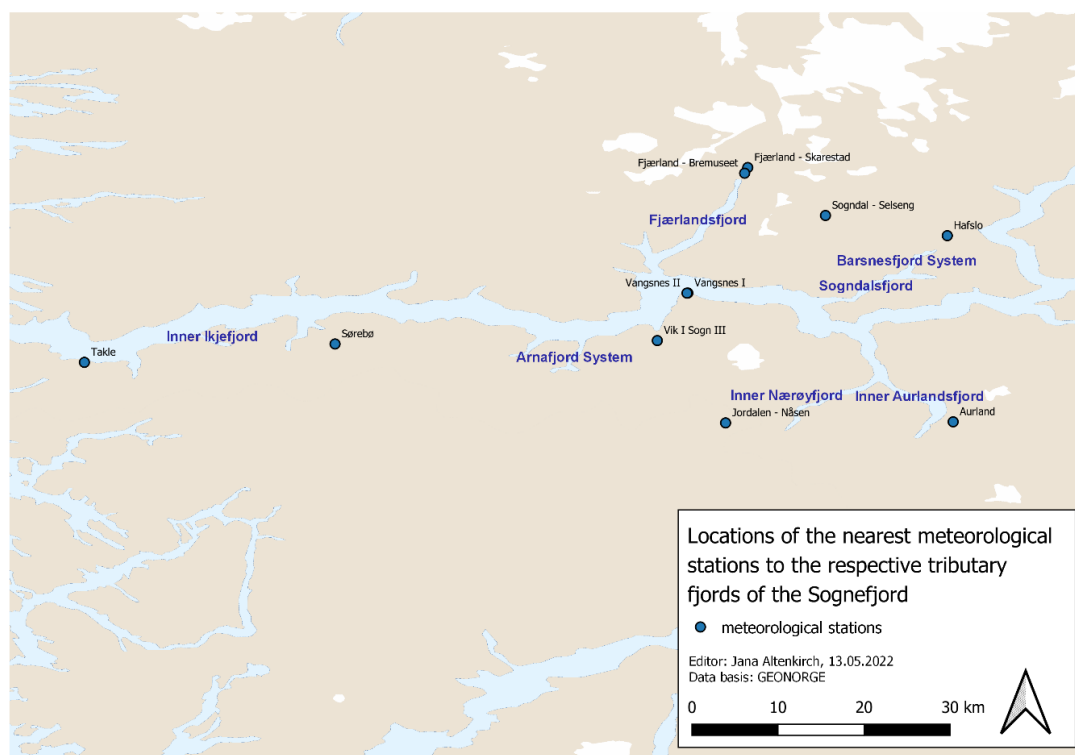 Fjærland - Bremuseet
Fjærland - Skarestad
Sogndal - Selseng
Fjærlandsfjord
Hafslo
Barsnesfjord System
Vangsnes II
Vangsnes I
Sogndalsfjord
Inner Ikjefjord
Sørebø
Vik I Sogn III
Takle
Arnafjord System
Inner Nærøyfjord
Inner Aurlandsfjord
Jordalen - Nåsen
Aurland
Locations of the nearest meteorological
stations to the respective tributary
fjords of the Sognefjord
meteorological stations
Editor: Jana Altenkirch, 13.05.2022
Data basis: GEONORGE
0 10 20 30 km